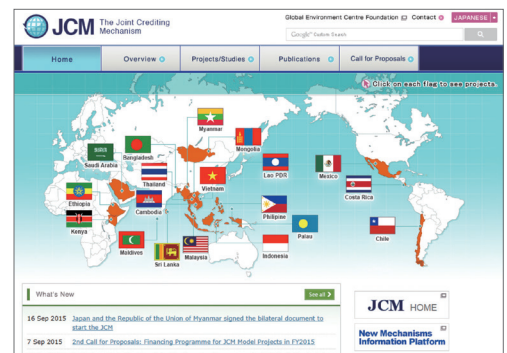 JCM The Joint Crediting
Mechanism
Global Environment Centre Foundation Contact JAPANESE
Google
Home Overview Projects/Studies Publications Call for Proposals
Click on each flag to see projects.
Myanmar
Mongolia
Bangladesh
Saudi Arabia
Lao PDR
Mexico
Thailand
Vietnam
Costa Rica
Ethiopia
Cambodia
Philipine
Kenya
Palau
Chile
Maldives
Sri Lanka
Malaysia
Indonesia
What's New See all
16 Sep 2015 Japan and the Republic of the Union of Myanmar signed the bilateral document to
start the JCM
7 Sep 2015 2nd Call for Proposals: Financing Programme for JCM Model Projects in FY2015
JCM HOME
New Mechanisms
Information Platform